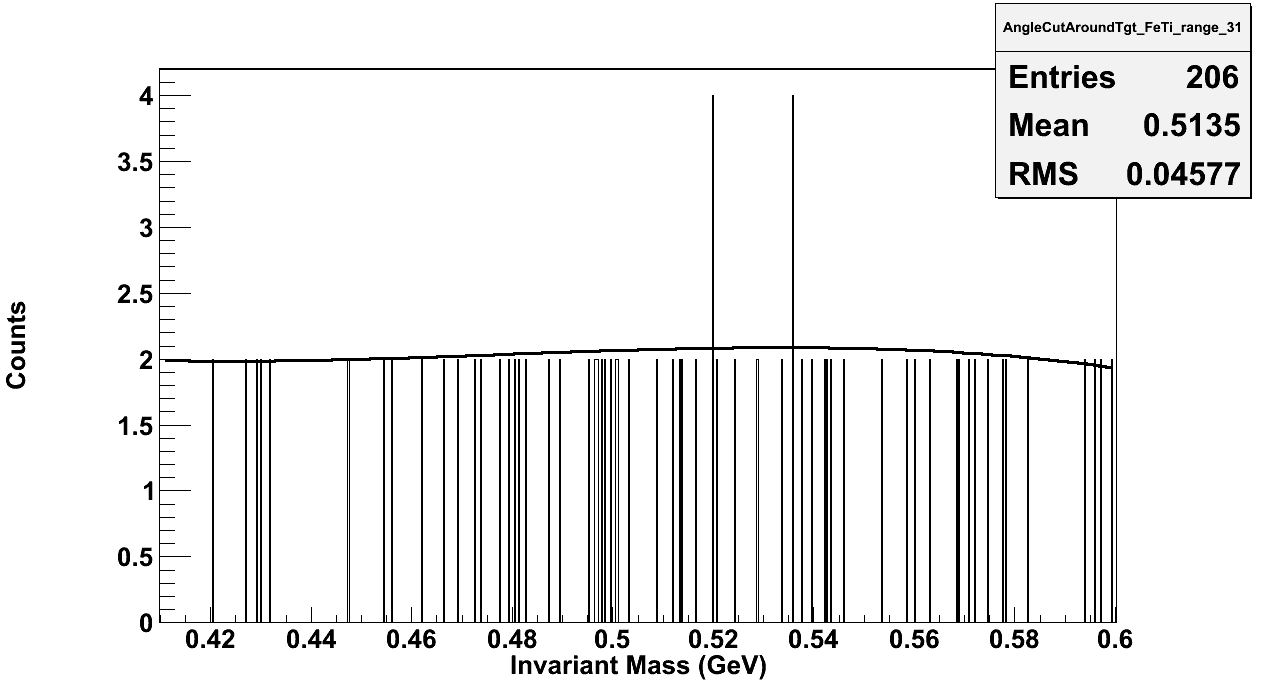 AngleCutAroundTgt_FeTi_range_31
Entries 206
Mean 0.5135
RMS 0.04577
4
3.5
3
2.5
2
1.5
1
0.5
0
Counts
0.42 0.44 0.46 0.48 0.5 0.52 0.54 0.56 0.58 0.6
Invariant Mass (GeV)